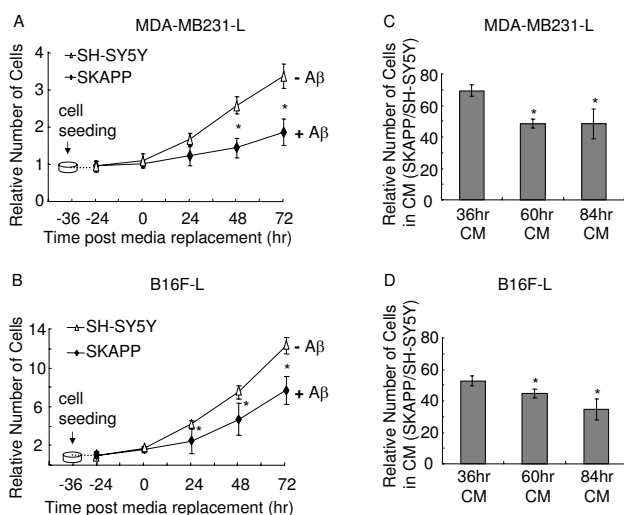 A
MDA-MB231-L
Relative Number of Cells
4
3
2
1
0
SH-SY5Y
SKAPP
cell
seeding
- Aβ
+ Aβ
*
*
-36 -24 0 24 48 72
Time post media replacement (hr)
C
MDA-MB231-L
Relative Number of Cells
in CM (SKAPP/SH-SY5Y)
80
60
40
20
0
*
*
36hr 60hr 84hr
CM CM CM
B
B16F-L
Relative Number of Cells
14
10
6
2
SH-SY5Y
SKAPP
cell
seeding
- Aβ
+ Aβ
*
*
*
-36 -24 0 24 48 72
Time post media replacement (hr)
D
B16F-L
Relative Number of Cells
in CM (SKAPP/SH-SY5Y)
80
60
40
20
0
*
*
36hr 60hr 84hr
CM CM CM